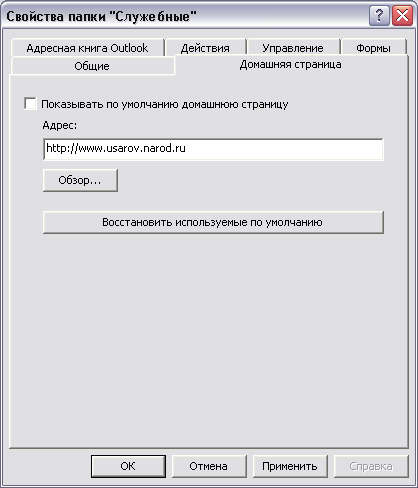 Свойства папки "Служебные"
Адресная книга Outlook Действия Управление Формы
Общие Домашняя страница
Показывать по умолчанию домашнюю страницу
Адрес:
http://www.usarov.narod.ru
Обзор...
Восстановить используемые по умолчанию
ОК Отмена Применить Справка